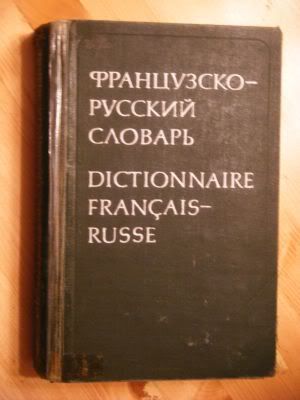 ФРАНЦУЗСКО-
РУССКИЙ
СЛОВАРЬ
DICTIONNAIRE
FRANÇAIS-
RUSSE